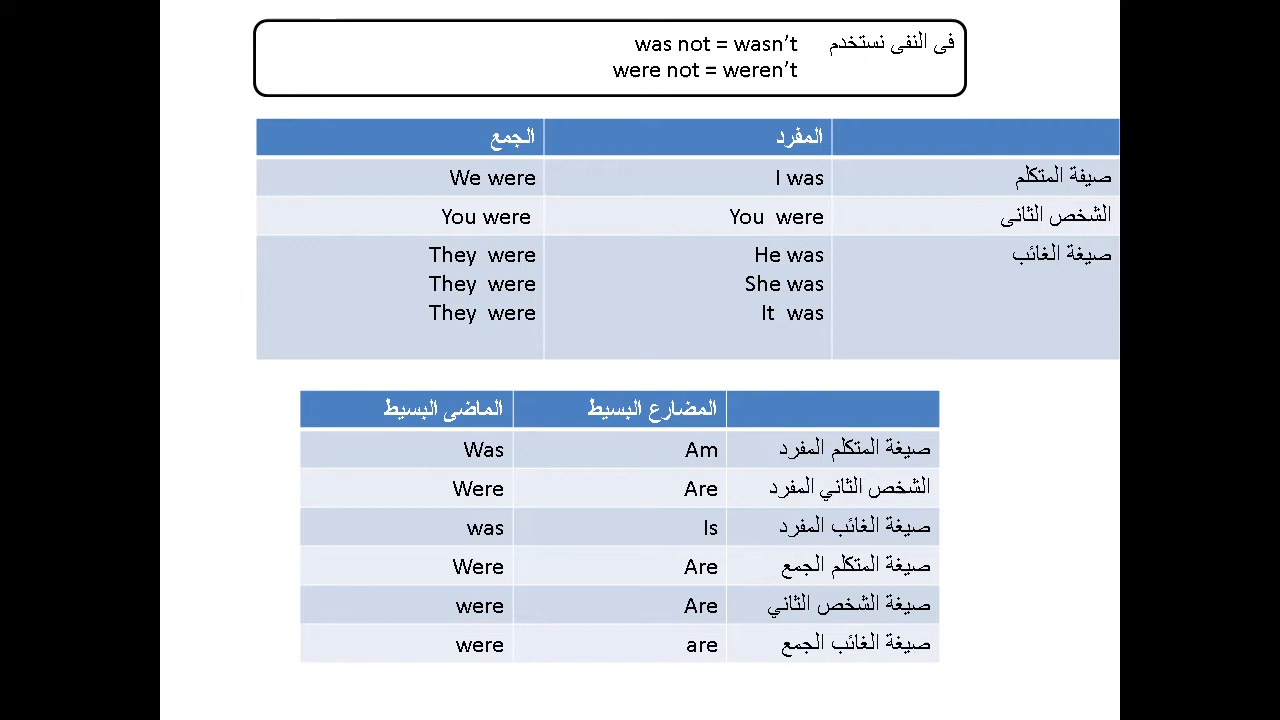 فى النفى نستخدم was not = wasn’t
were not = weren’t
المفرد الجمع
صيغة المتكلم I was We were
الشخص الثانى You were You were
صيغة الغائب He was They were
She was They were
It was They were
المضارع البسيط الماضى البسيط
صيغة المتكلم المفرد Am Was
الشخص الثاني المفرد Are Were
صيغة الغائب المفرد Is was
صيغة المتكلم الجمع Are Were
صيغة الشخص الثاني Are were
صيغة الغائب الجمع are were